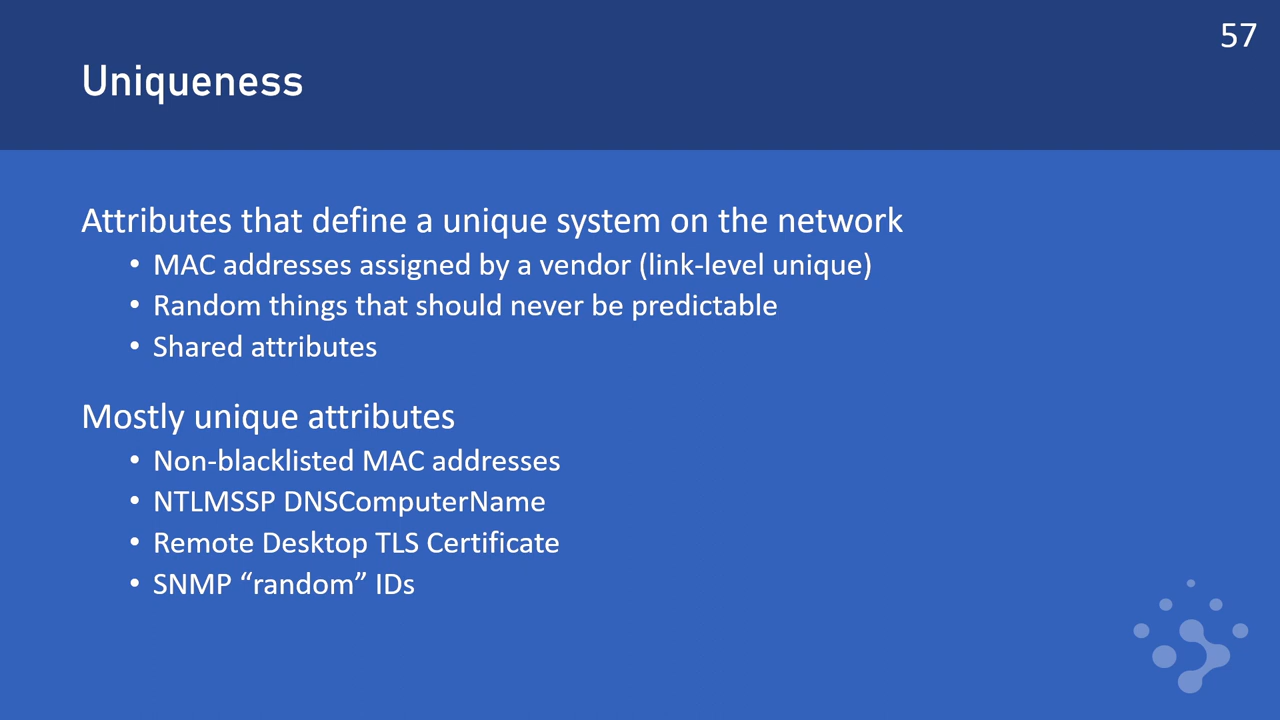 57
Uniqueness
Attributes that define a unique system on the network
• MAC addresses assigned by a vendor (link-level unique)
• Random things that should never be predictable
• Shared attributes
Mostly unique attributes
• Non-blacklisted MAC addresses
• NTLMSSP DNSComputerName
• Remote Desktop TLS Certificate
• SNMP “random” IDs